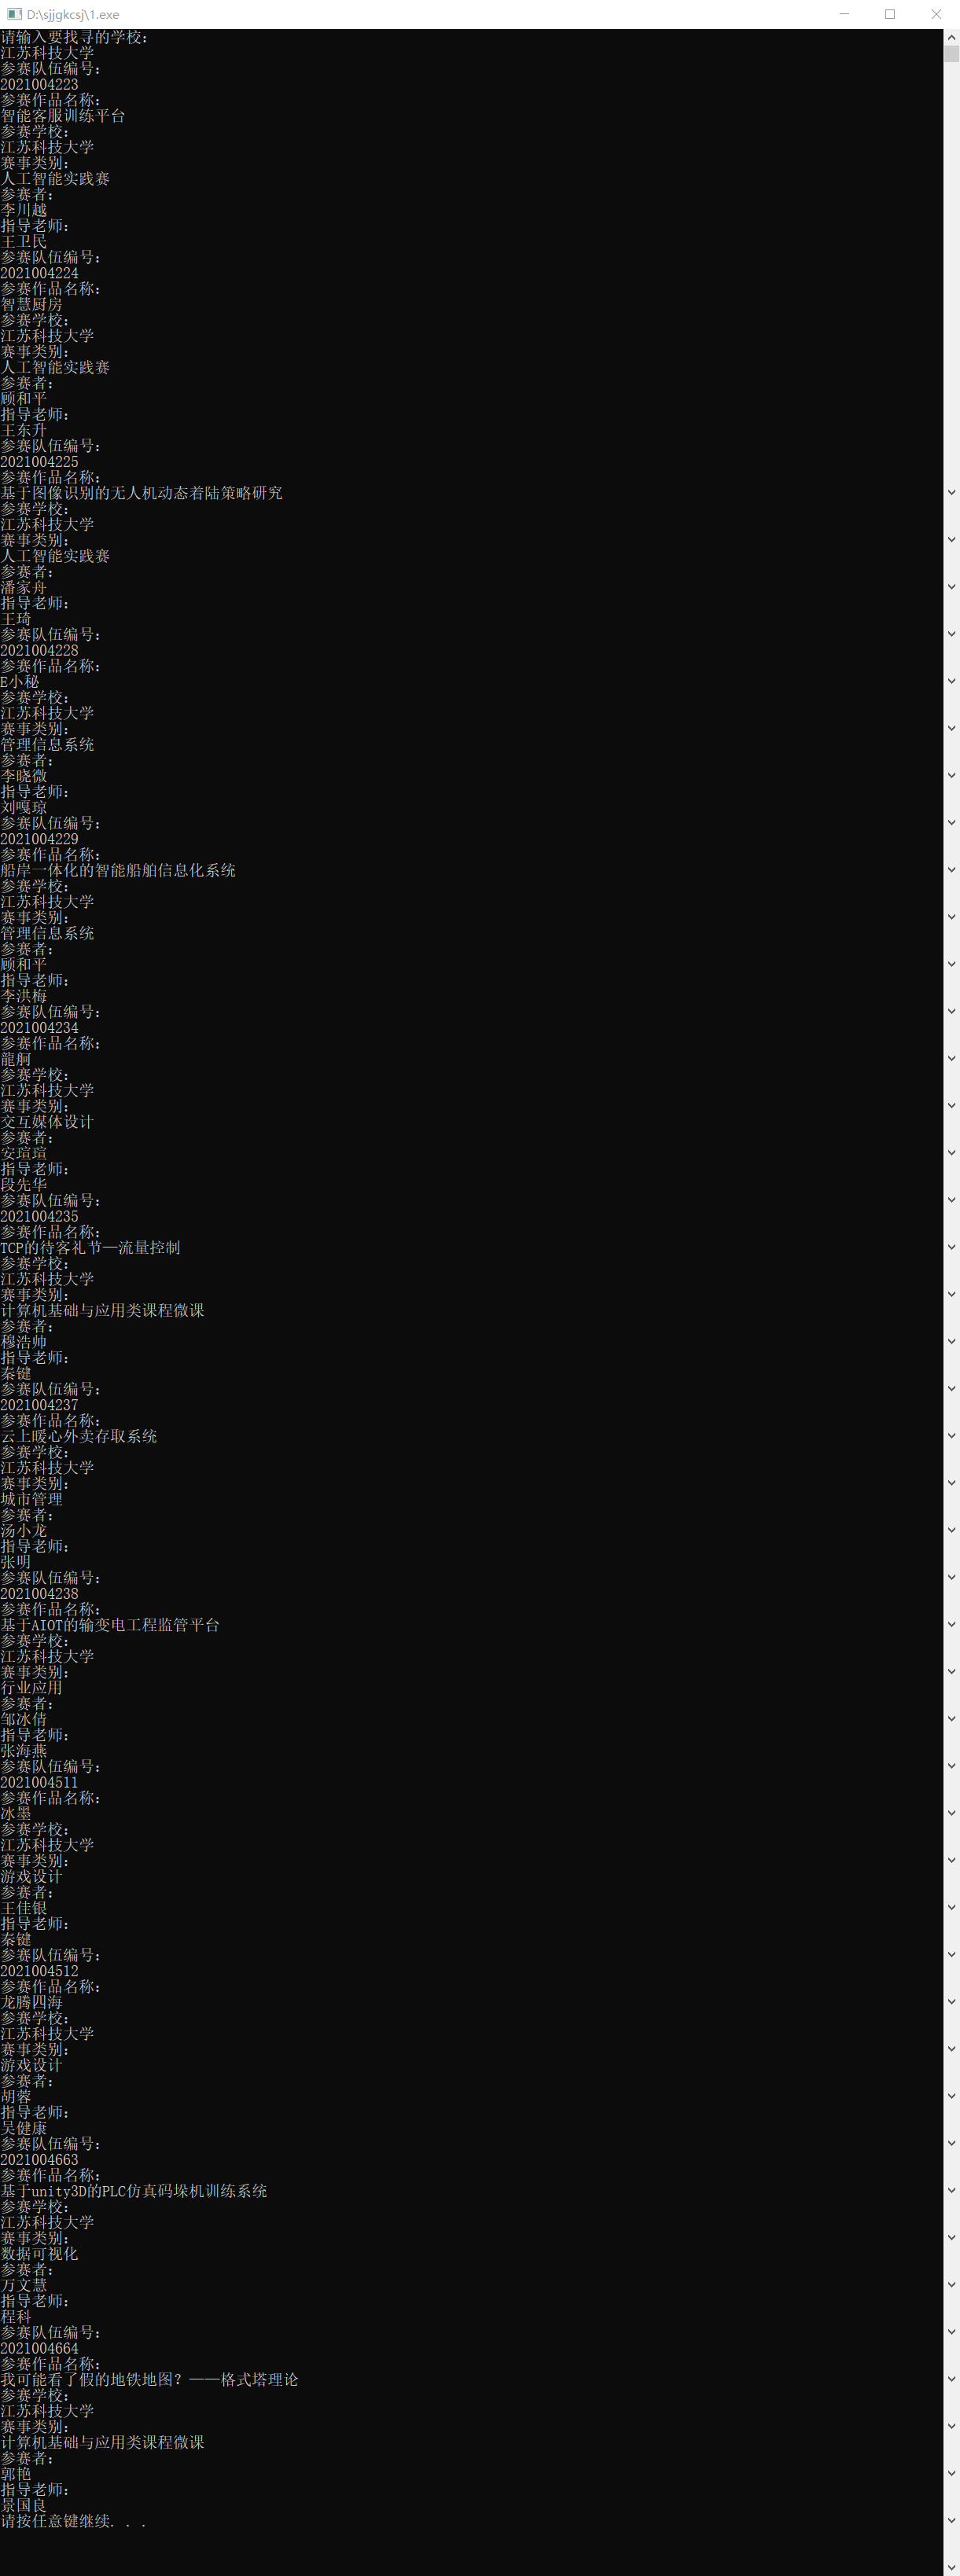 D:\sjjgkcsj\1.exe
请输入要找寻的学校：
江苏科技大学
参赛队伍编号：
2021004223
参赛作品名称：
智能客服训练平台
参赛学校：
江苏科技大学
赛事类别：
人工智能实践赛
参赛者：
李川越
指导老师：
王卫民
参赛队伍编号：
2021004224
参赛作品名称：
智慧厨房
参赛学校：
江苏科技大学
赛事类别：
人工智能实践赛
参赛者：
顾和平
指导老师：
王东升
参赛队伍编号：
2021004225
参赛作品名称：
基于图像识别的无人机动态着陆策略研究
参赛学校：
江苏科技大学
赛事类别：
人工智能实践赛
参赛者：
潘家舟
指导老师：
王琦
参赛队伍编号：
2021004228
参赛作品名称：
E小秘
参赛学校：
江苏科技大学
赛事类别：
管理信息系统
参赛者：
李晓微
指导老师：
刘嘎琼
参赛队伍编号：
2021004229
参赛作品名称：
船岸一体化的智能船舶信息化系统
参赛学校：
江苏科技大学
赛事类别：
管理信息系统
参赛者：
顾和平
指导老师：
李洪梅
参赛队伍编号：
2021004234
参赛作品名称：
龍舸
参赛学校：
江苏科技大学
赛事类别：
交互媒体设计
参赛者：
安瑄瑄
指导老师：
段先华
参赛队伍编号：
2021004235
参赛作品名称：
TCP的待客礼节—流量控制
参赛学校：
江苏科技大学
赛事类别：
计算机基础与应用类课程微课
参赛者：
穆浩帅
指导老师：
秦键
参赛队伍编号：
2021004237
参赛作品名称：
云上暖心外卖存取系统
参赛学校：
江苏科技大学
赛事类别：
城市管理
参赛者：
汤小龙
指导老师：
张明
参赛队伍编号：
2021004238
参赛作品名称：
基于AIOT的输变电工程监管平台
参赛学校：
江苏科技大学
赛事类别：
行业应用
参赛者：
邹冰倩
指导老师：
张海燕
参赛队伍编号：
2021004511
参赛作品名称：
冰墨
参赛学校：
江苏科技大学
赛事类别：
游戏设计
参赛者：
王佳银
指导老师：
秦键
参赛队伍编号：
2021004512
参赛作品名称：
龙腾四海
参赛学校：
江苏科技大学
赛事类别：
游戏设计
参赛者：
胡蓉
指导老师：
吴健康
参赛队伍编号：
2021004663
参赛作品名称：
基于unity3D的PLC仿真码垛机训练系统
参赛学校：
江苏科技大学
赛事类别：
数据可视化
参赛者：
万文慧
指导老师：
程科
参赛队伍编号：
2021004664
参赛作品名称：
我可能看了假的地铁地图？——格式塔理论
参赛学校：
江苏科技大学
赛事类别：
计算机基础与应用类课程微课
参赛者：
郭艳
指导老师：
景国良
请按任意键继续. . .